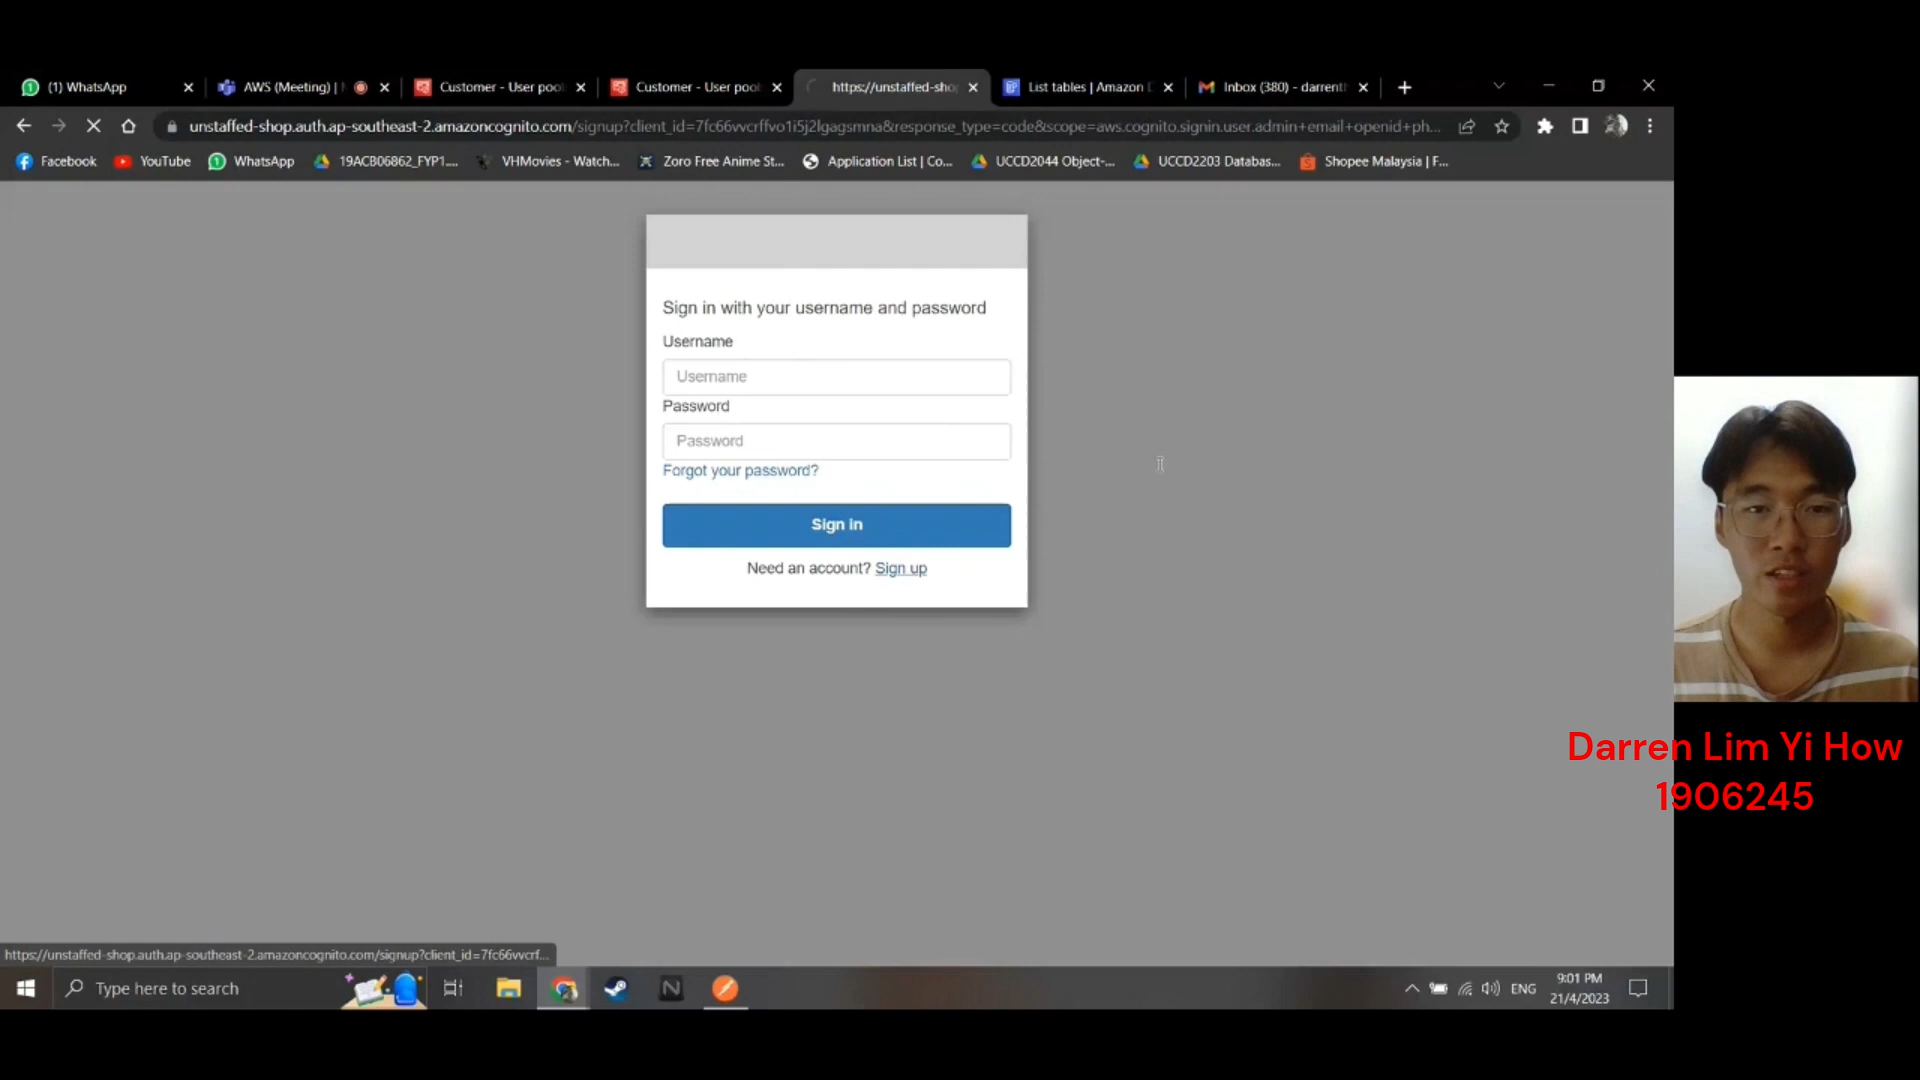 (1) WhatsApp
AWS (Meeting) |
Customer - User poo
Customer - User poo
https://unstaffed-sho
List tables | Amazon
Inbox (380) - darrent
unstaffed-shop.auth.ap-southeast-2.amazoncognito.com/signup?client_id=7fc66vvcrffvo1i5j2lgagsmna&response_type=code&scope=aws.cognito.signin.user.admin+email+openid+ph...
Facebook
YouTube
WhatsApp
19ACB06862_FYP1....
VHMovies - Watch...
Zoro Free Anime St...
Application List | Co...
UCCD2044 Object-...
UCCD2203 Databas...
Shopee Malaysia | F...
Sign in with your username and password
Username
Username
Password
Password
Forgot your password?
Sign in
Need an account? Sign up
Darren Lim Yi How
1906245
https://unstaffed-shop.auth.ap-southeast-2.amazoncognito.com/signup?client_id=7fc66vvcrf...
Type here to search
ENG
9:01 PM
21/4/2023